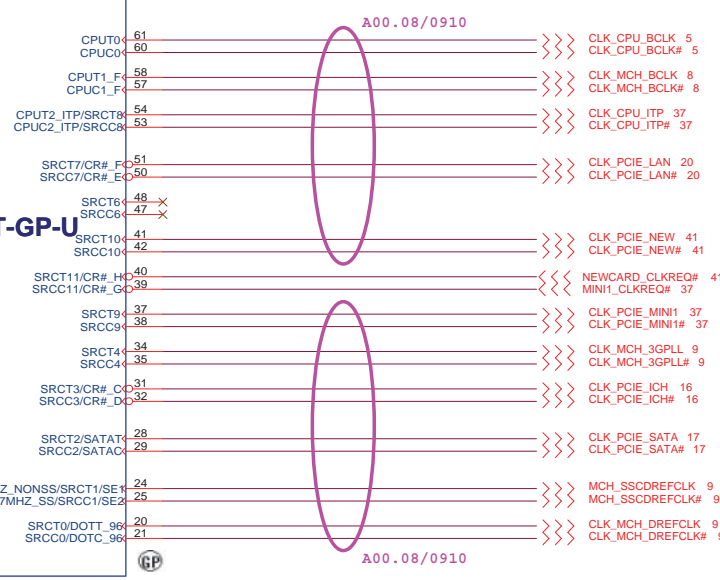 A00.08/0910
CPUT0 61 CLK_CPU_BCLK 5
CPUC0 60 CLK_CPU_BCLK# 5
CPUT1_F 58 CLK_MCH_BCLK 8
CPUC1_F 57 CLK_MCH_BCLK# 8
CPUT2_ITP/SRCT8 54 CLK_CPU_ITP 37
CPUC2_ITP/SRCC8 53 CLK_CPU_ITP# 37
SRCT7/CR#_F 51 CLK_PCIE_LAN 20
SRCC7/CR#_E 50 CLK_PCIE_LAN# 20
SRCT6 48
SRCC6 47
T-GP-U
SRCT10 41 CLK_PCIE_NEW 41
SRCC10 42 CLK_PCIE_NEW# 41
SRCT11/CR#_H 40 NEWCARD_CLKREQ# 41
SRCC11/CR#_G 39 MINI1_CLKREQ# 37
SRCT9 37 CLK_PCIE_MINI1 37
SRCC9 38 CLK_PCIE_MINI1# 37
SRCT4 34 CLK_MCH_3GPLL 9
SRCC4 35 CLK_MCH_3GPLL# 9
SRCT3/CR#_C 31 CLK_PCIE_ICH 16
SRCC3/CR#_D 32 CLK_PCIE_ICH# 16
SRCT2/SATAT 28 CLK_PCIE_SATA 17
SRCC2/SATAC 29 CLK_PCIE_SATA# 17
Z_NONSS/SRCT1/SE1 24 MCH_SSCDREFCLK 9
7MHZ_SS/SRCC1/SE2 25 MCH_SSCDREFCLK# 9
SRCT0/DOTT_96 20 CLK_MCH_DREFCLK 9
SRCC0/DOTC_96 21 CLK_MCH_DREFCLK# 9
GP
A00.08/0910